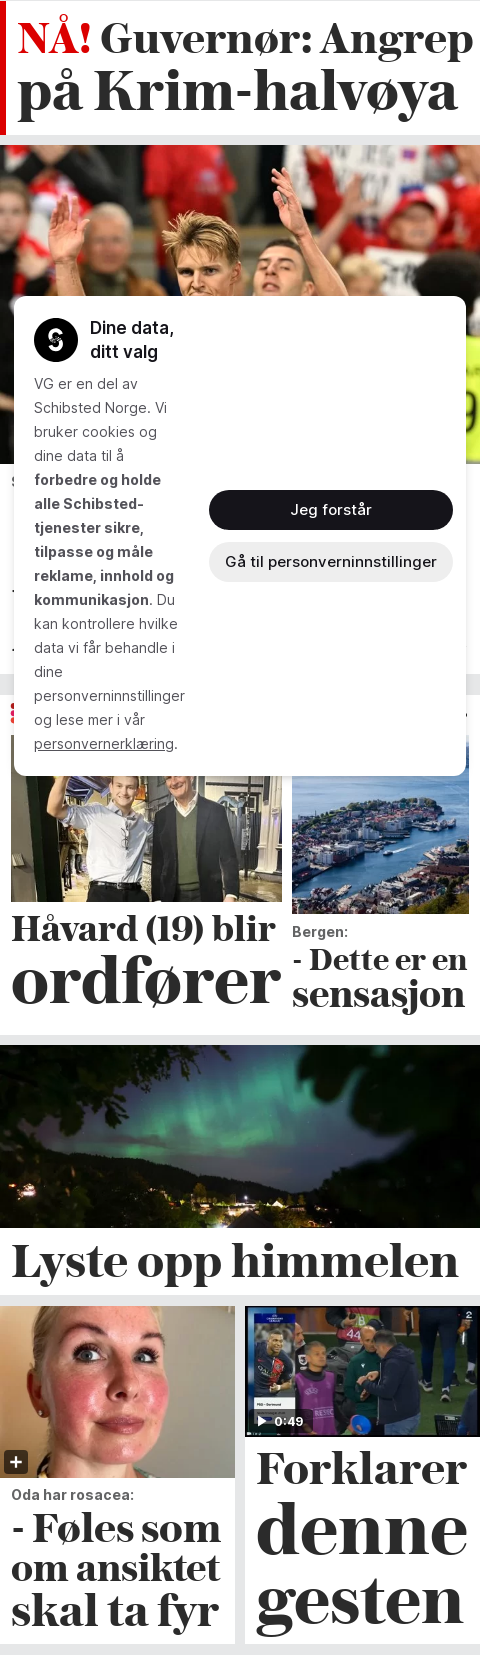 NÅ! Guvernør: Angrep
på Krim-halvøya
Dine data,
ditt valg
VG er en del av
Schibsted Norge. Vi
bruker cookies og
dine data til å
forbedre og holde
alle Schibsted-
tjenester sikre,
tilpasse og måle
reklame, innhold og
kommunikasjon. Du
kan kontrollere hvilke
data vi får behandle i
dine
personverninnstillinger
og lese mer i vår
personvernerklæring.
Jeg forstår
Gå til personverninnstillinger
Håvard (19) blir
ordfører
Bergen:
- Dette er en
sensasjon
Lyste opp himmelen
Oda har rosacea:
- Føles som
om ansiktet
skal ta fyr
44
0:49
Forklarer
denne
gesten